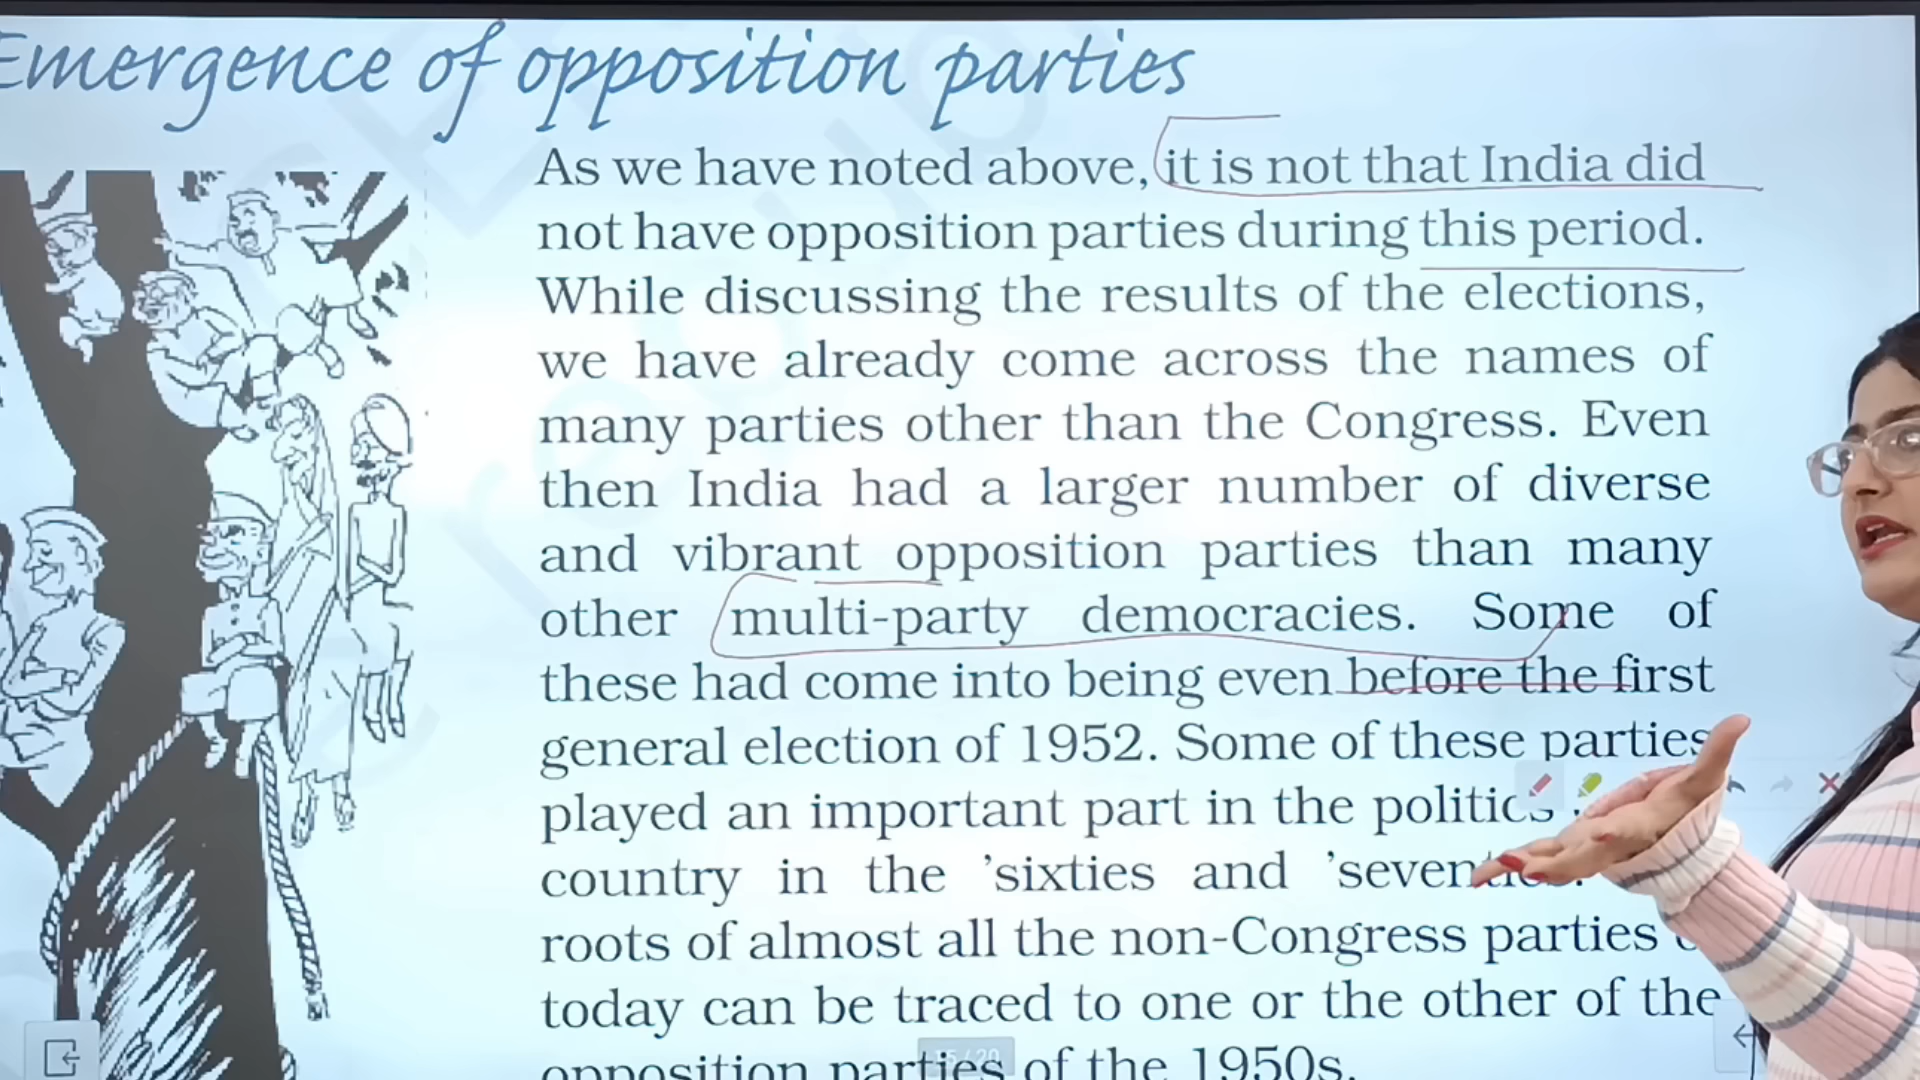 Emergence of opposition parties
As we have noted above, it is not that India did
not have opposition parties during this period.
While discussing the results of the elections,
we have already come across the names of
many parties other than the Congress. Even
then India had a larger number of diverse
and vibrant opposition parties than many
other multi-party democracies. Some of
these had come into being even before the first
general election of 1952. Some of these parties
played an important part in the politics
country in the ’sixties and
roots of almost all the non-Congress parties
today can be traced to one or the other of the
opposition parties of the 1950s.